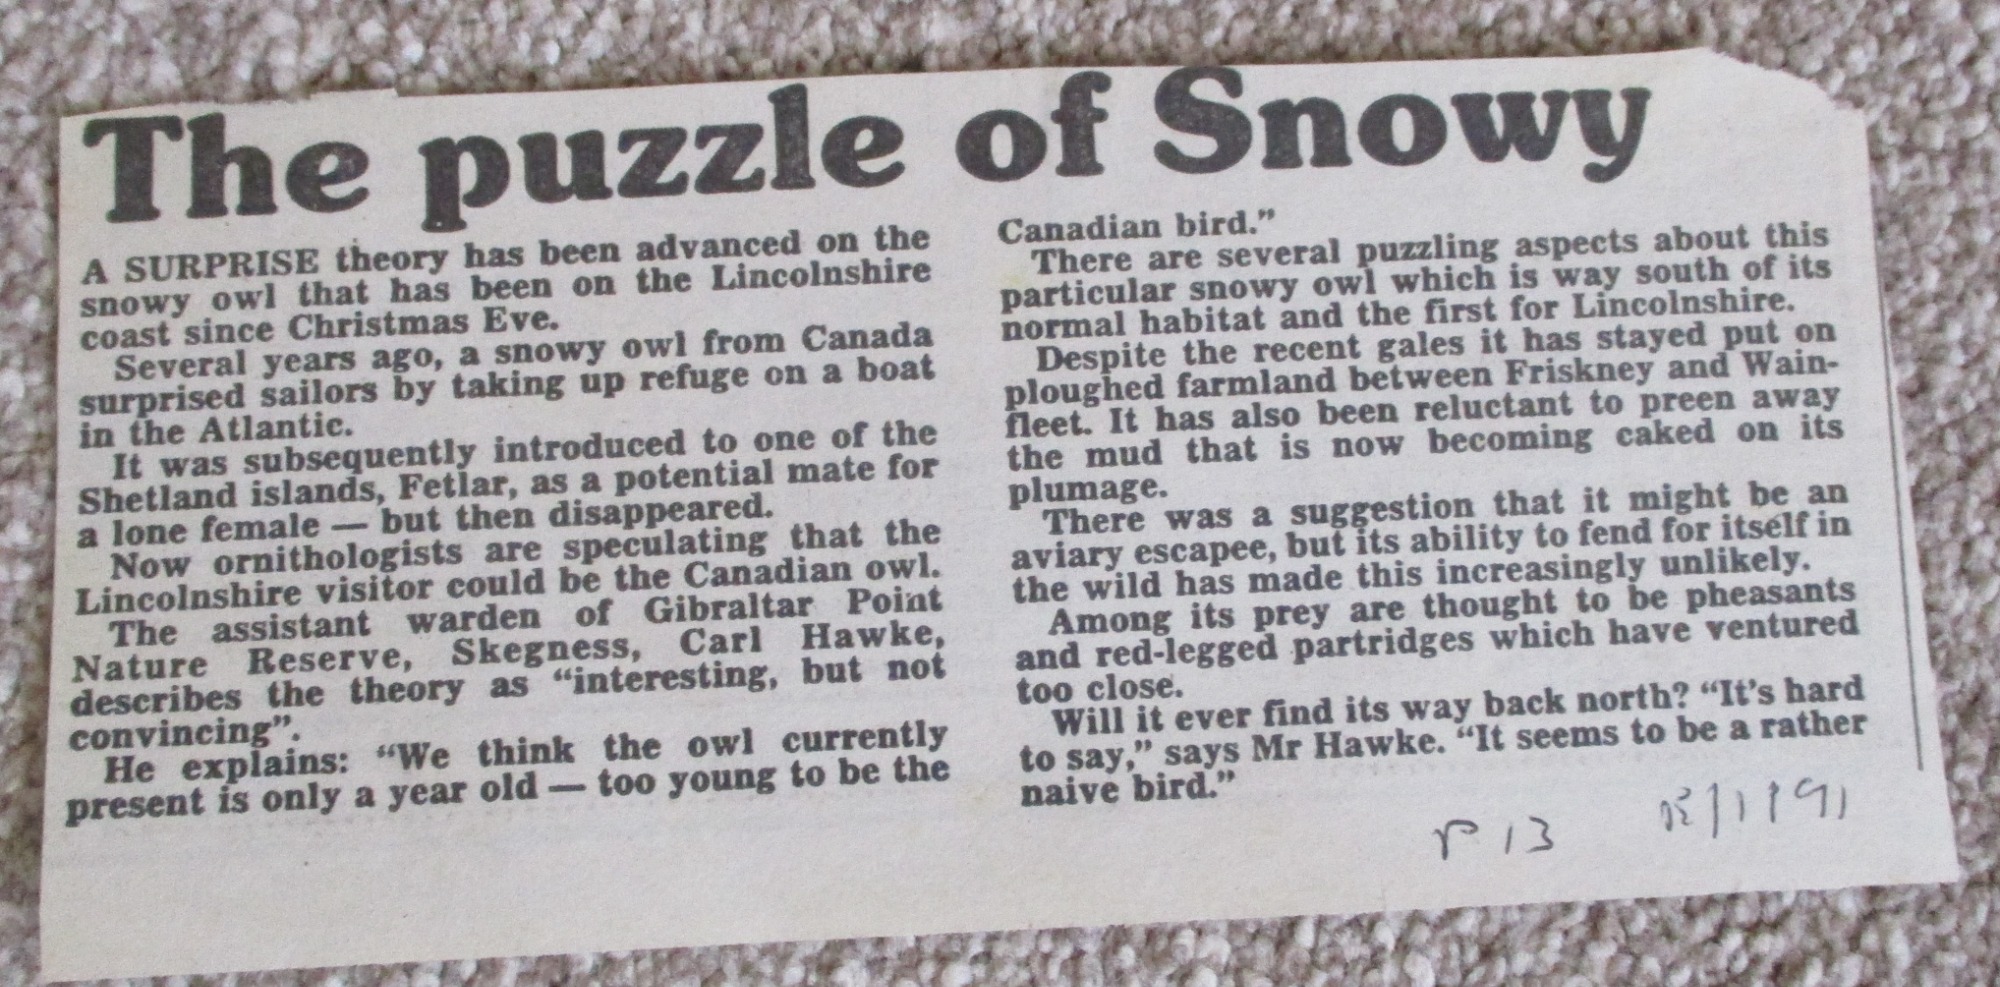 The puzzle of Snowy
A SURPRISE theory has been advanced on the
snowy owl that has been on the Lincolnshire
coast since Christmas Eve.
Several years ago, a snowy owl from Canada
surprised sailors by taking up refuge on a boat
in the Atlantic.
It was subsequently introduced to one of the
Shetland islands, Fetlar, as a potential mate for
a lone female — but then disappeared.
Now ornithologists are speculating that the
Lincolnshire visitor could be the Canadian owl.
The assistant warden of Gibraltar Point
Nature Reserve, Skegness, Carl Hawke,
describes the theory as “interesting, but not
convincing”.
He explains: “We think the owl currently
present is only a year old — too young to be the
Canadian bird.”
There are several puzzling aspects about this
particular snowy owl which is way south of its
normal habitat and the first for Lincolnshire.
Despite the recent gales it has stayed put on
ploughed farmland between Friskney and Wain-
fleet. It has also been reluctant to preen away
the mud that is now becoming caked on its
plumage.
There was a suggestion that it might be an
aviary escapee, but its ability to fend for itself in
the wild has made this increasingly unlikely.
Among its prey are thought to be pheasants
and red-legged partridges which have ventured
too close.
Will it ever find its way back north? “It's hard
to say,” says Mr Hawke. “It seems to be a rather
naive bird.”
P 13
/1/91